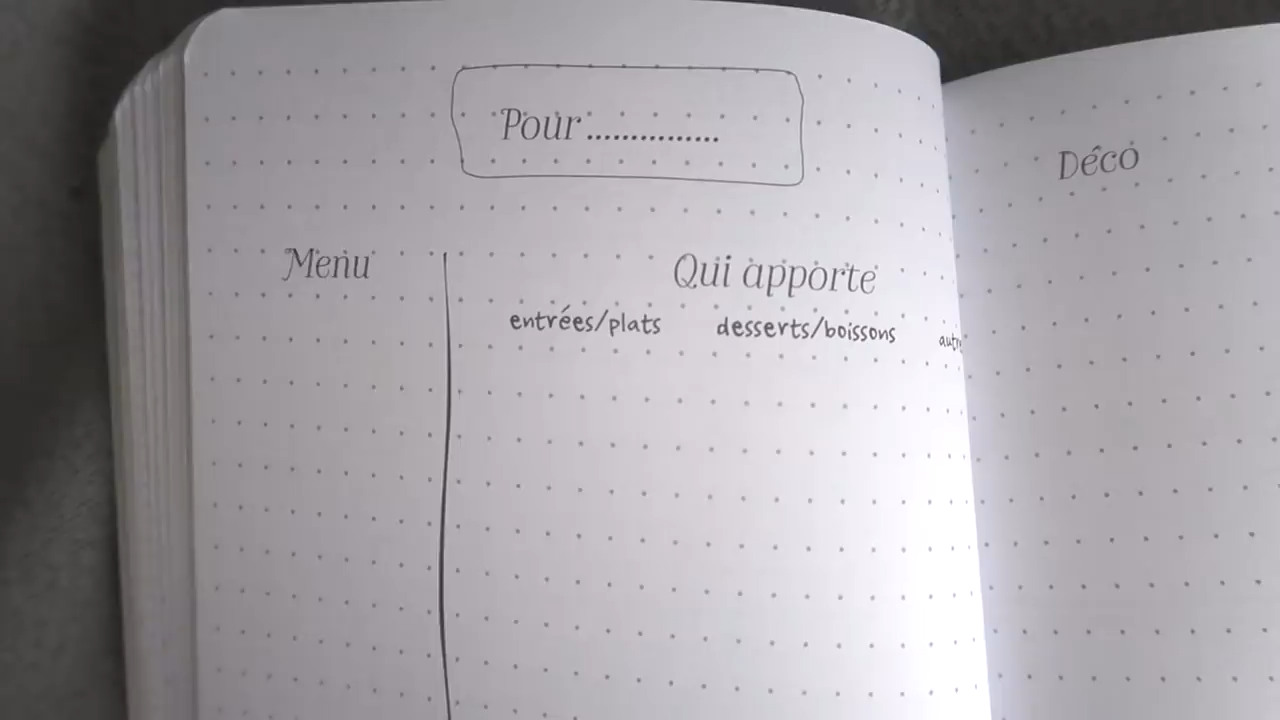 Pour...............
Menu
Qui apporte
entrées/plats desserts/boissons
Déco